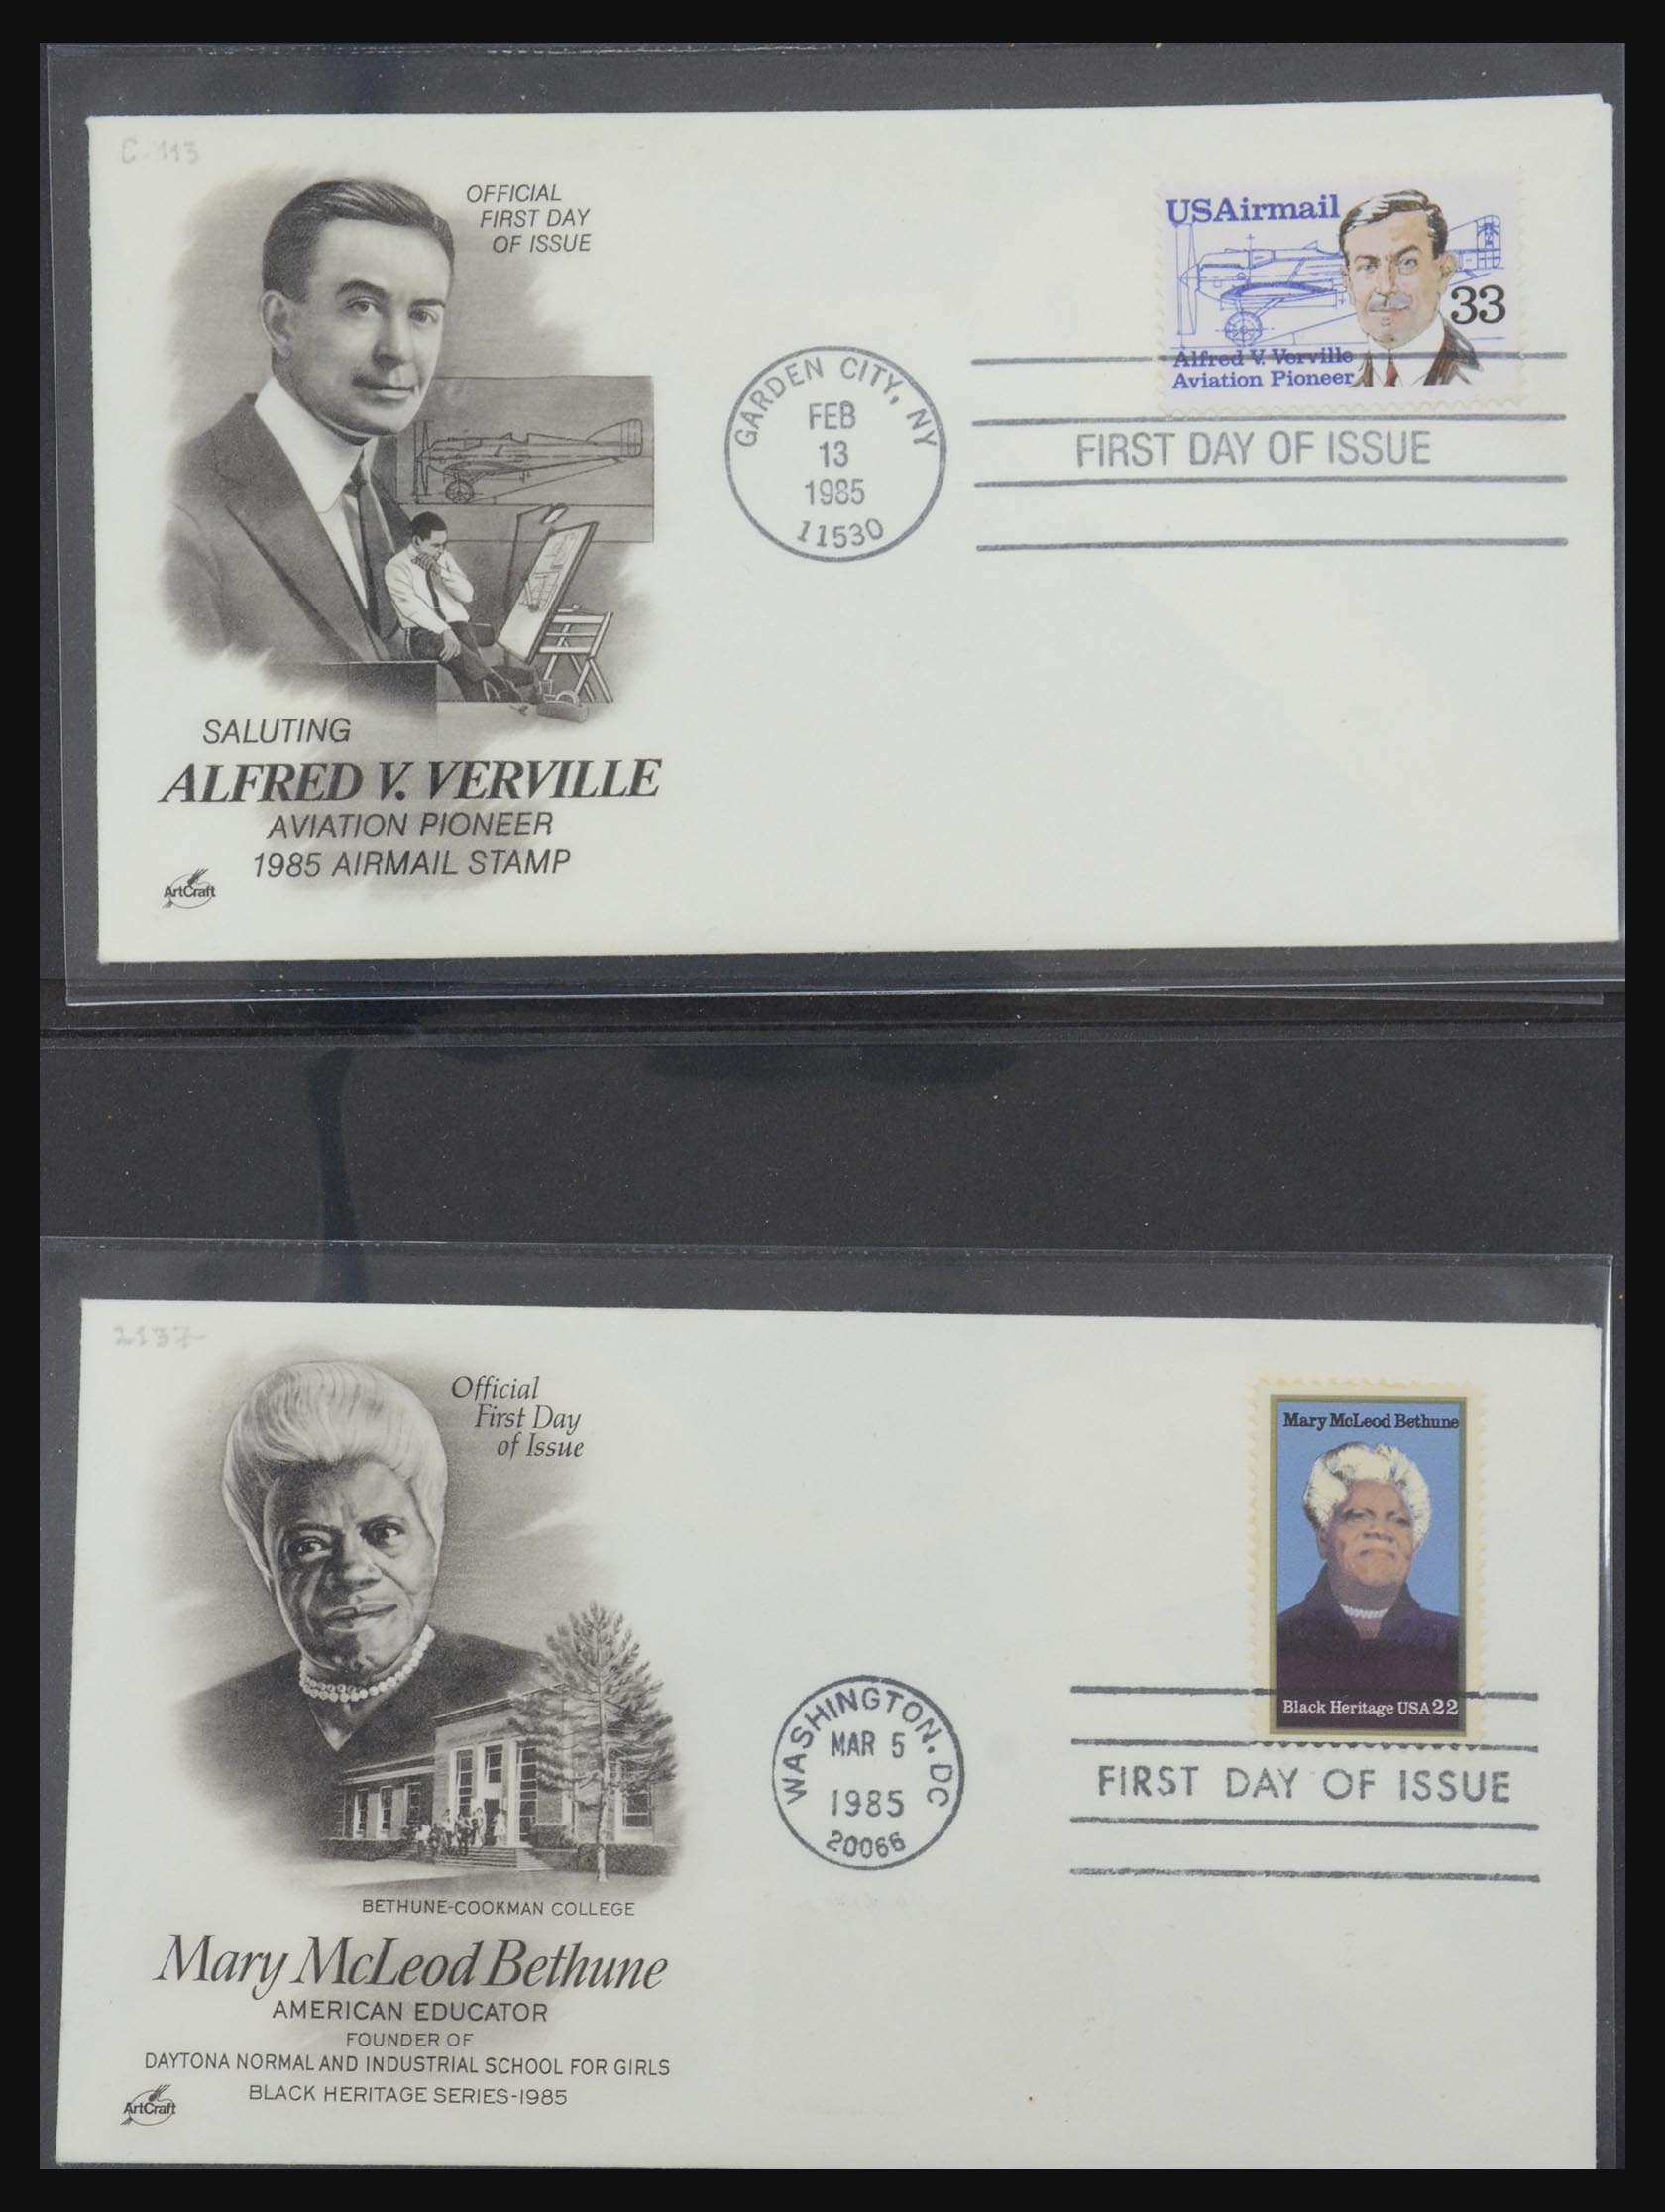 C-113
OFFICIAL
FIRST DAY
OF ISSUE
USAirmail
33
Alfred V. Verville
Aviation Pioneer
GARDEN CITY, NY
FEB
13
1985
11530
FIRST DAY OF ISSUE
SALUTING
ALFRED V. VERVILLE
AVIATION PIONEER
1985 AIRMAIL STAMP
ArtCraft
2137
Official
First Day
of Issue
Mary McLeod Bethune
Black Heritage USA 22
WASHINGTON, DC
MAR 5
1985
20066
FIRST DAY OF ISSUE
BETHUNE-COOKMAN COLLEGE
Mary McLeod Bethune
AMERICAN EDUCATOR
FOUNDER OF
DAYTONA NORMAL AND INDUSTRIAL SCHOOL FOR GIRLS
BLACK HERITAGE SERIES-1985
ArtCraft